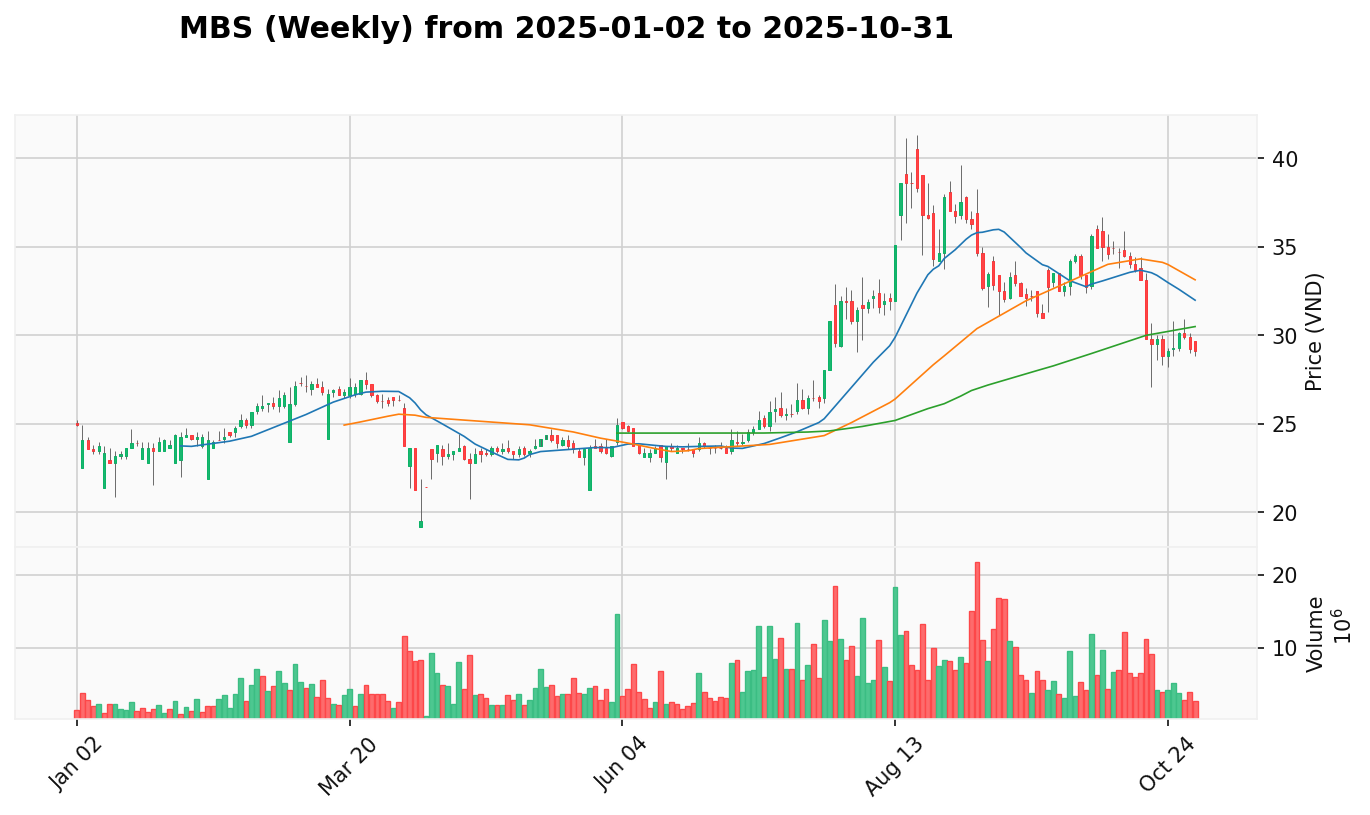 MBS (Weekly) from 2025-01-02 to 2025-10-31
40
35
30
25
20
Price (VND)
20
10
Volume
10⁶
Jan 02
Mar 20
Jun 04
Aug 13
Oct 24